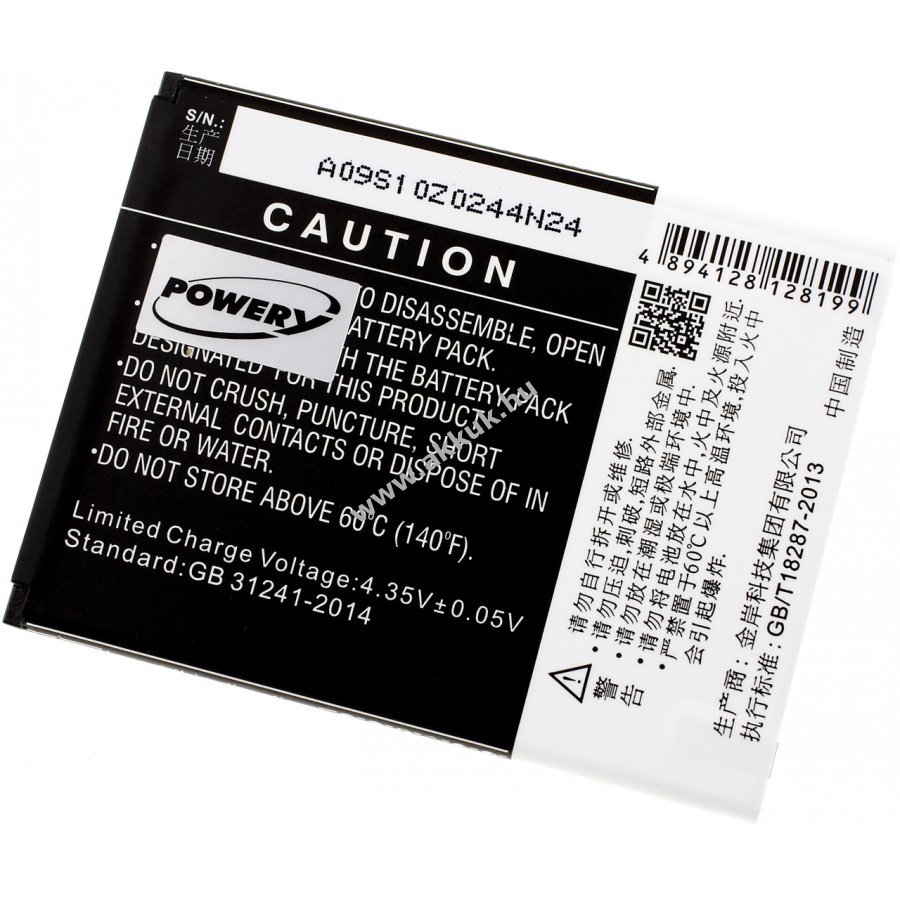 S/N.:
生产
日期
A09S10Z0244N24
CAUTION
POWERY
O DISASSEMBLE, OPEN
ATTERY PACK.
H THE BATTERY PACK
DESIGNATED FOR THIS PRODUCT
•DO NOT CRUSH, PUNCTURE, SHORT
EXTERNAL CONTACTS OR DISPOSE OF IN
FIRE OR WATER.
•DO NOT STORE ABOVE 60°C (140°F).
Limited Charge Voltage:4.35V±0.05V
Standard:GB 31241-2014
www.akkuk.hu
4 894128 128199
中国制造
警告
请勿自行拆开或维修.
请勿压迫,刺破,短路外部金属.
请勿放在潮湿或极端环境中.
请勿将电池放在水中,火中及火源附近.
严禁置于60℃以上高温环境,投入火中
会引起爆炸.
生产商:金岸科技集团有限公司
执行标准:GB/T18287-2013